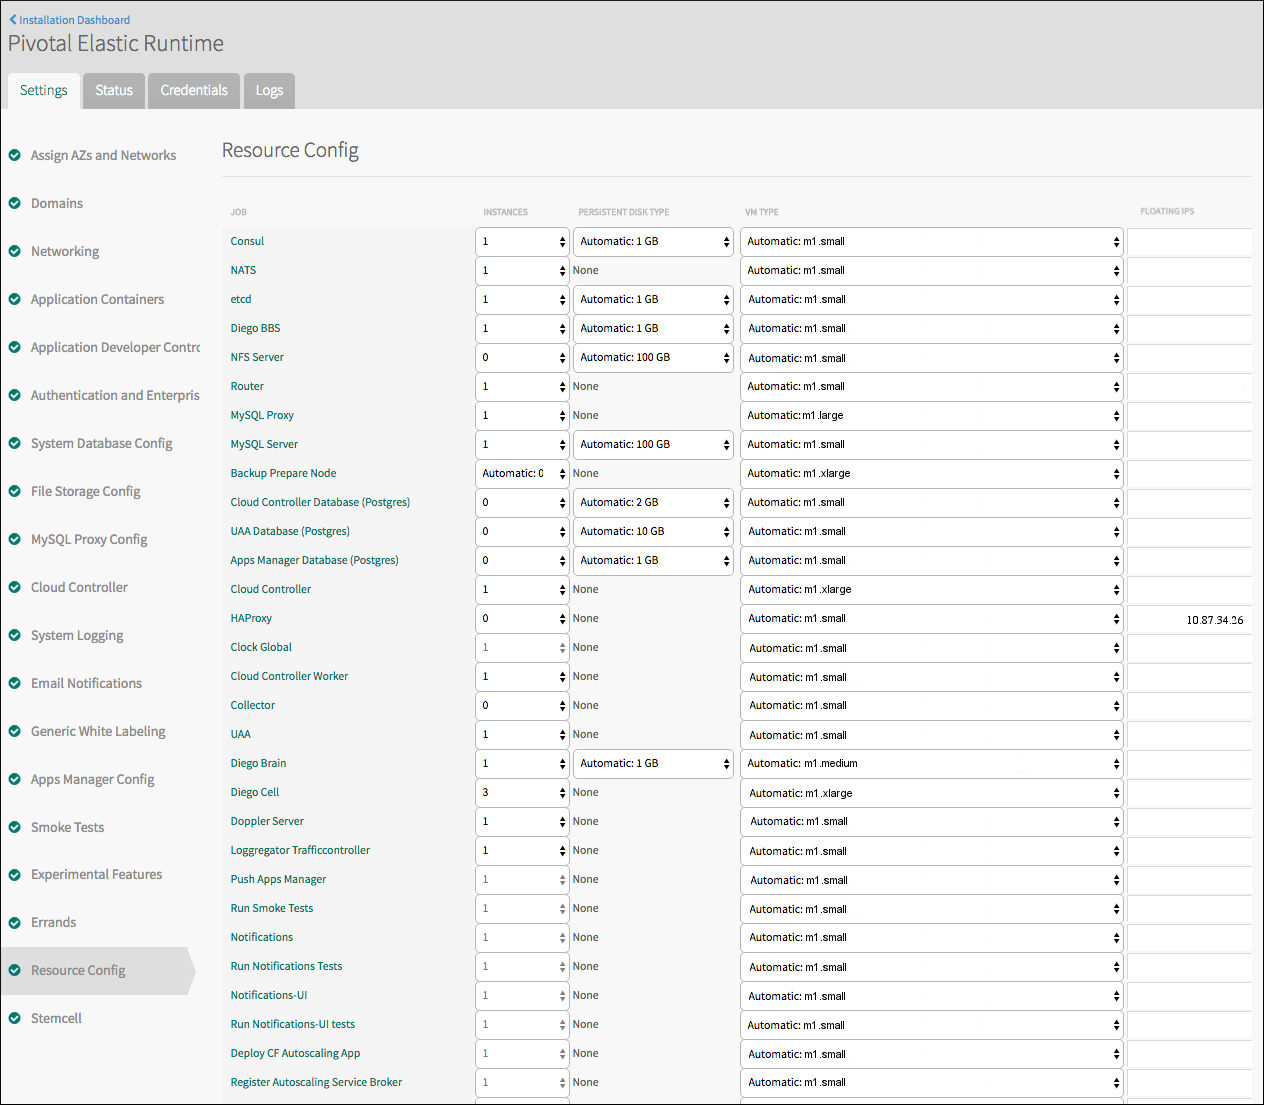 Installation Dashboard
Pivotal Elastic Runtime
Settings Status Credentials Logs
Assign AZs and Networks
Domains
Networking
Application Containers
Application Developer Contro
Authentication and Enterpris
System Database Config
File Storage Config
MySQL Proxy Config
Cloud Controller
System Logging
Email Notifications
Generic White Labeling
Apps Manager Config
Smoke Tests
Experimental Features
Errands
Resource Config
Stemcell
Resource Config
JOB INSTANCES PERSISTENT DISK TYPE VM TYPE FLOATING IPS
Consul 1 Automatic: 1 GB Automatic: m1.small
NATS 1 None Automatic: m1.small
etcd 1 Automatic: 1 GB Automatic: m1.small
Diego BBS 1 Automatic: 1 GB Automatic: m1.small
NFS Server 0 Automatic: 100 GB Automatic: m1.small
Router 1 None Automatic: m1.small
MySQL Proxy 1 None Automatic: m1.large
MySQL Server 1 Automatic: 100 GB Automatic: m1.small
Backup Prepare Node Automatic: 0 None Automatic: m1.xlarge
Cloud Controller Database (Postgres) 0 Automatic: 2 GB Automatic: m1.small
UAA Database (Postgres) 0 Automatic: 10 GB Automatic: m1.small
Apps Manager Database (Postgres) 0 Automatic: 1 GB Automatic: m1.small
Cloud Controller 1 None Automatic: m1.xlarge
HAProxy 0 None Automatic: m1.small 10.87.34.26
Clock Global 1 None Automatic: m1.small
Cloud Controller Worker 1 None Automatic: m1.small
Collector 0 None Automatic: m1.small
UAA 1 None Automatic: m1.small
Diego Brain 1 Automatic: 1 GB Automatic: m1.medium
Diego Cell 3 None Automatic: m1.xlarge
Doppler Server 1 None Automatic: m1.small
Loggregator Trafficcontroller 1 None Automatic: m1.small
Push Apps Manager 1 None Automatic: m1.small
Run Smoke Tests 1 None Automatic: m1.small
Notifications 1 None Automatic: m1.small
Run Notifications Tests 1 None Automatic: m1.small
Notifications-UI 1 None Automatic: m1.small
Run Notifications-UI tests 1 None Automatic: m1.small
Deploy CF Autoscaling App 1 None Automatic: m1.small
Register Autoscaling Service Broker 1 None Automatic: m1.small